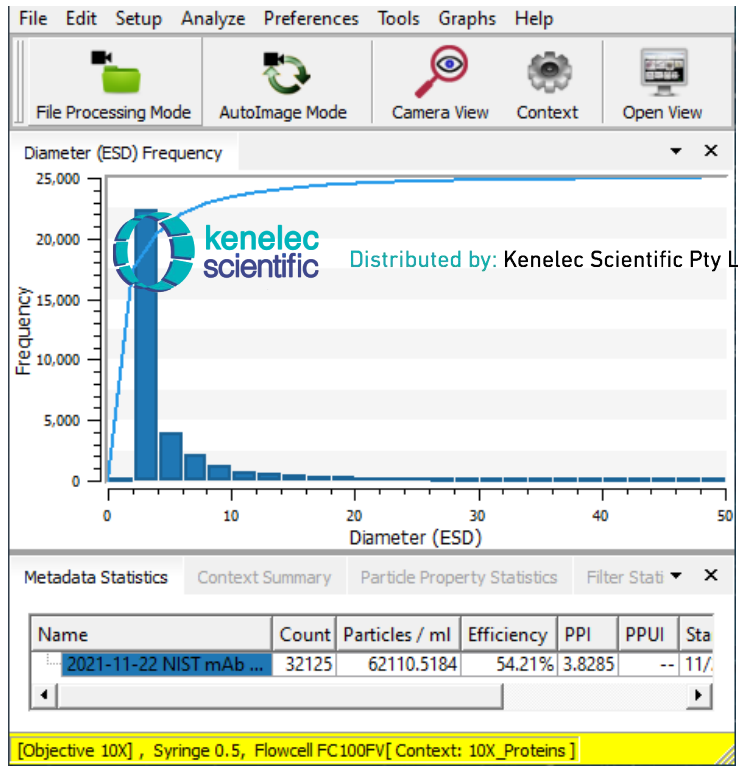 File Edit Setup Analyze Preferences Tools Graphs Help
File Processing Mode AutoImage Mode Camera View Context Open View
Diameter (ESD) Frequency
25,000
20,000
15,000
10,000
5,000
0
Frequency
kenelec
scientific
Distributed by: Kenelec Scientific Pty L
0 10 20 30 40 50
Diameter (ESD)
Metadata Statistics Context Summary Particle Property Statistics Filter Stati
Name Count Particles / ml Efficiency PPI PPUI Sta
2021-11-22 NIST mAb ... 32125 62110.5184 54.21% 3.8285 -- 11/
[Objective 10X] , Syringe 0.5, Flowcell FC100FV[ Context: 10X_Proteins ]